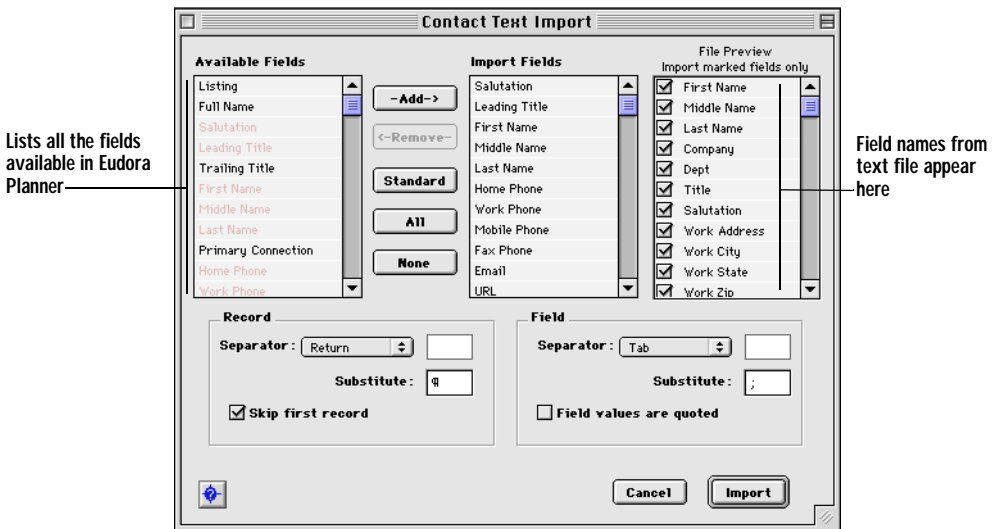 Contact Text Import
Lists all the fields
available in Eudora
Planner
Available Fields
Listing
Full Name
Salutation
Leading Title
Trailing Title
First Name
Middle Name
Last Name
Primary Connection
Home Phone
Work Phone
-Add->
<-Remove-
Standard
All
None
Import Fields
Salutation
Leading Title
First Name
Middle Name
Last Name
Home Phone
Work Phone
Mobile Phone
Fax Phone
Email
URL
File Preview
Import marked fields only
First Name
Middle Name
Last Name
Company
Dept
Title
Salutation
Work Address
Work City
Work State
Work Zip
Field names from
text file appear
here
Record
Separator: Return
Substitute: ¶
Skip first record
Field
Separator: Tab
Substitute: ;
Field values are quoted
?
Cancel
Import